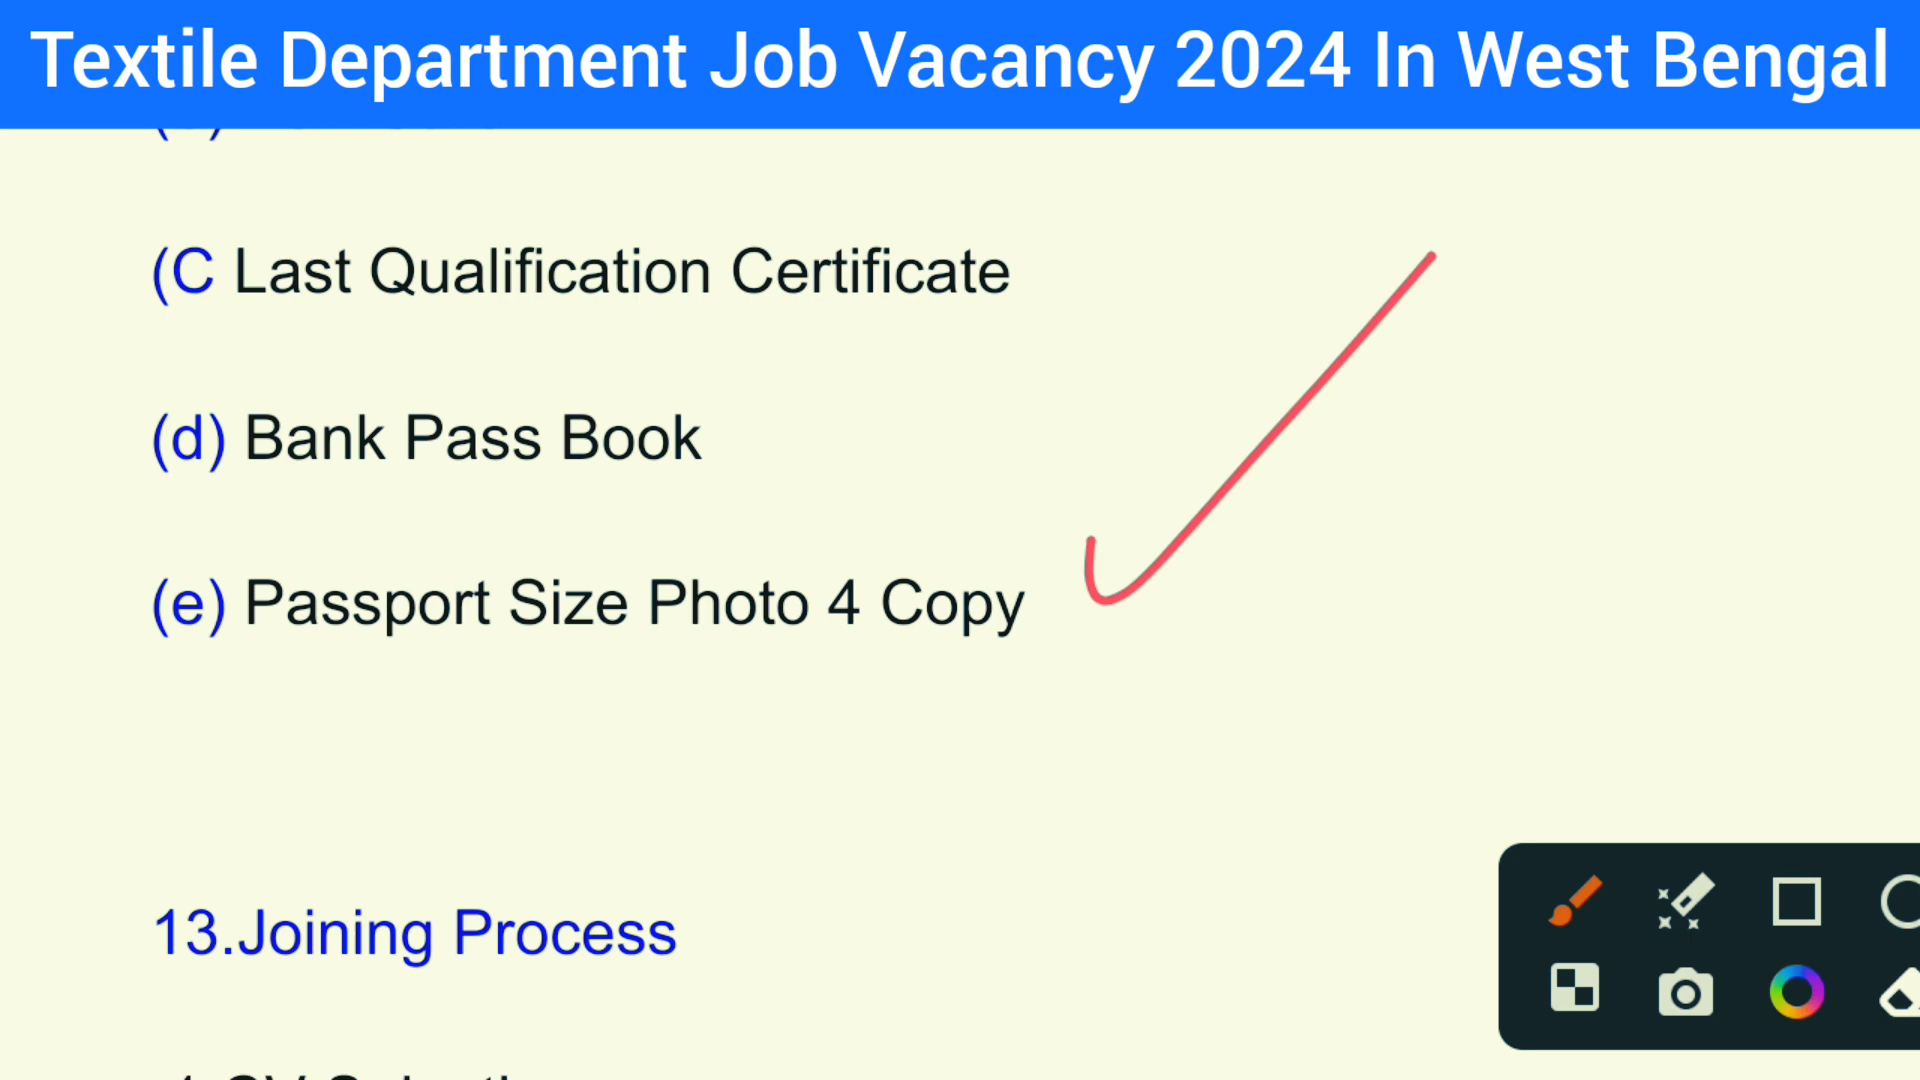 Textile Department Job Vacancy 2024 In West Bengal
(C Last Qualification Certificate
(d) Bank Pass Book
(e) Passport Size Photo 4 Copy
13.Joining Process